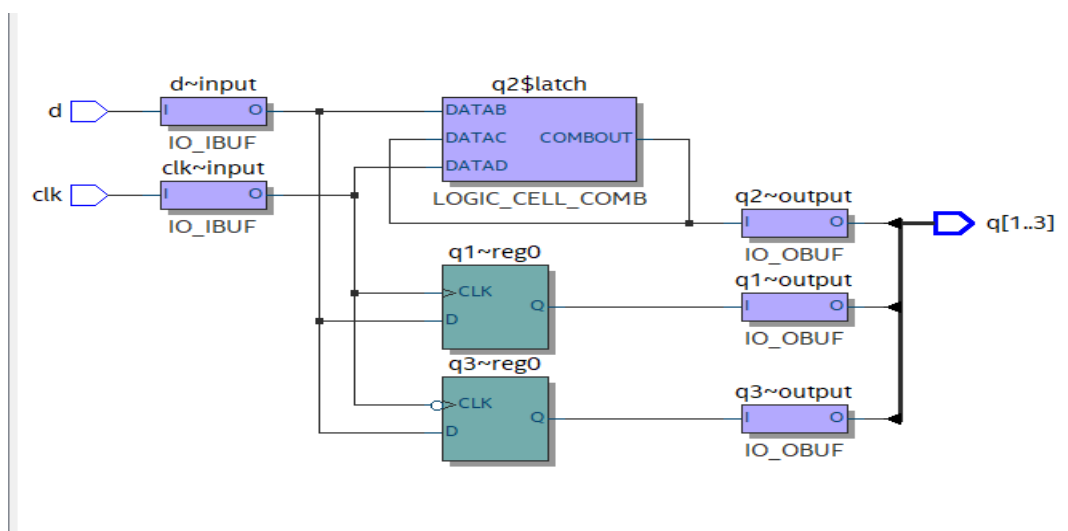 d~input
d
I
O
IO_IBUF
clk~input
clk
I
O
IO_IBUF
q2$latch
DATAB
DATAC
COMBOUT
DATAD
LOGIC_CELL_COMB
q2~output
I
O
IO_OBUF
q[1..3]
q1~reg0
CLK
D
Q
q1~output
I
O
IO_OBUF
q3~reg0
CLK
D
Q
q3~output
I
O
IO_OBUF